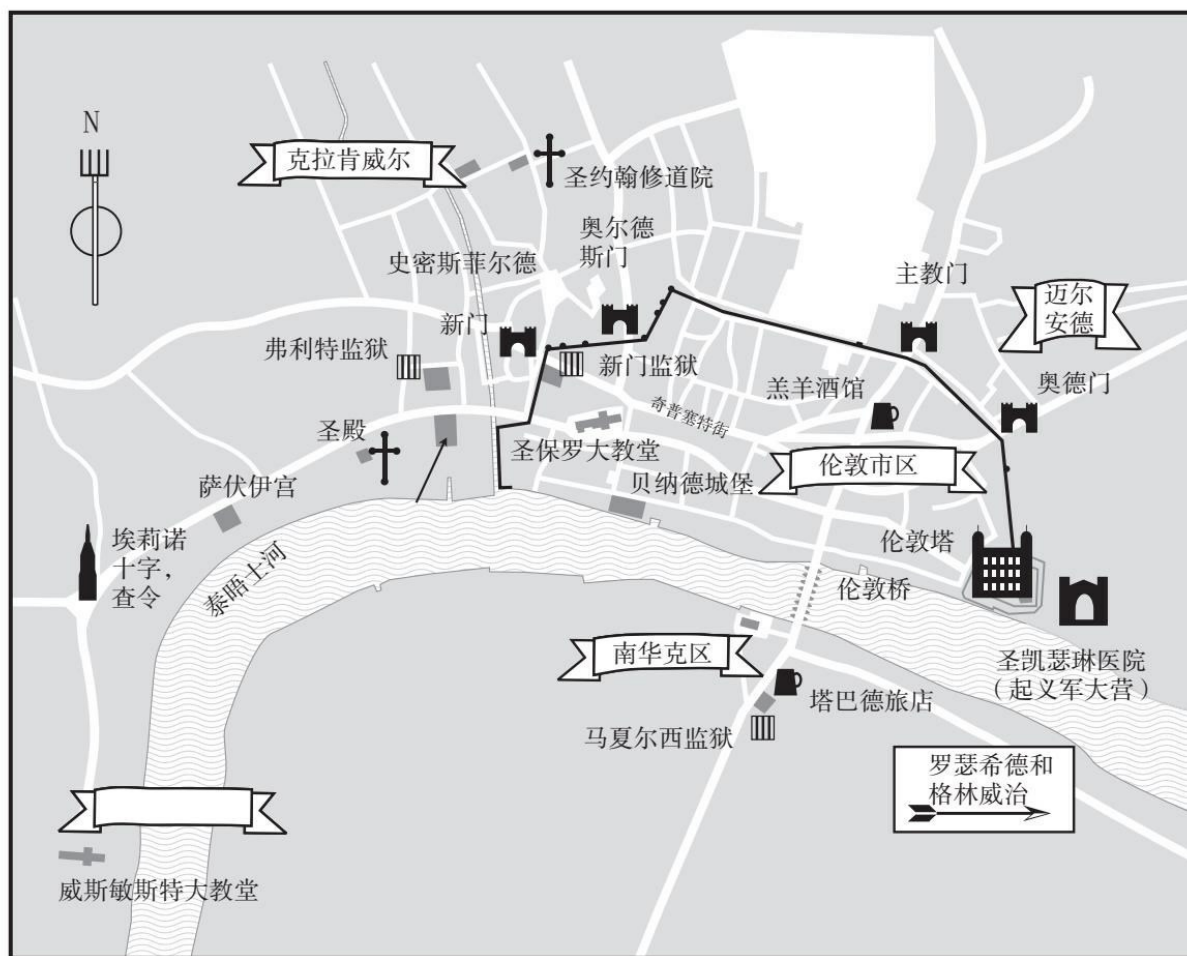 N
克拉肯威尔
圣约翰修道院
奥尔德
斯门
史密斯菲尔德
主教门
迈尔
安德
新门
弗利特监狱
新门监狱
羔羊酒馆
奥德门
奇普塞特街
圣殿
圣保罗大教堂
伦敦市区
萨伏伊宫
贝纳德城堡
埃莉诺
十字，
查令
泰晤士河
伦敦塔
伦敦桥
南华克区
圣凯瑟琳医院
（起义军大营）
塔巴德旅店
马夏尔西监狱
罗瑟希德和
格林威治
威斯敏斯特大教堂